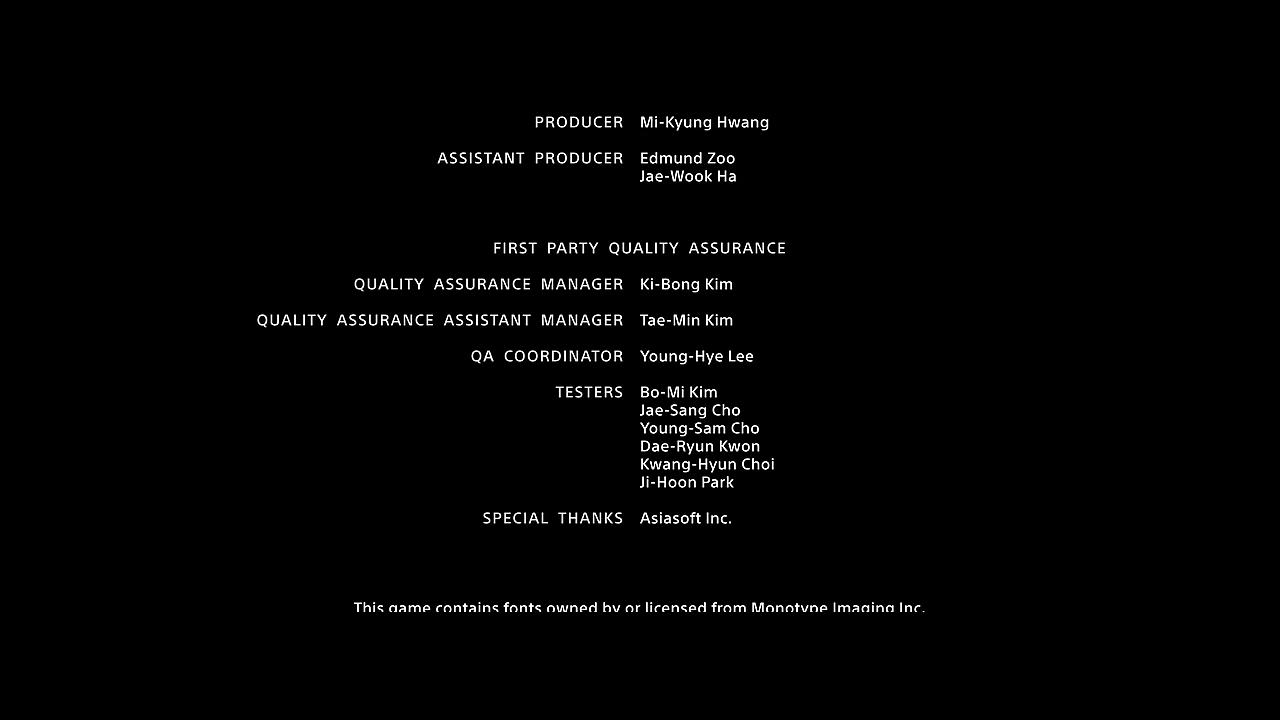 PRODUCER Mi-Kyung Hwang
ASSISTANT PRODUCER Edmund Zoo
Jae-Wook Ha
FIRST PARTY QUALITY ASSURANCE
QUALITY ASSURANCE MANAGER Ki-Bong Kim
QUALITY ASSURANCE ASSISTANT MANAGER Tae-Min Kim
QA COORDINATOR Young-Hye Lee
TESTERS Bo-Mi Kim
Jae-Sang Cho
Young-Sam Cho
Dae-Ryun Kwon
Kwang-Hyun Choi
Ji-Hoon Park
SPECIAL THANKS Asiasoft Inc.
This game contains fonts owned by or licensed from Monotype Imaging Inc.